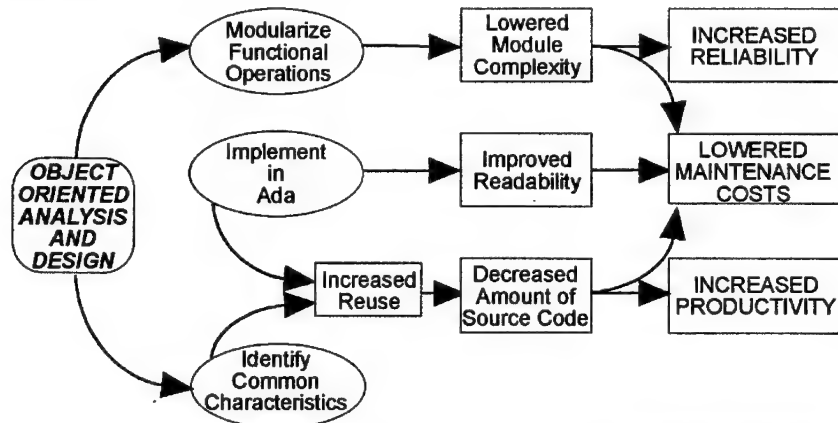 Modularize
Functional
Operations
Lowered
Module
Complexity
INCREASED
RELIABILITY
OBJECT
ORIENTED
ANALYSIS
AND
DESIGN
Implement
in
Ada
Improved
Readability
LOWERED
MAINTENANCE
COSTS
Increased
Reuse
Decreased
Amount of
Source Code
INCREASED
PRODUCTIVITY
Identify
Common
Characteristics